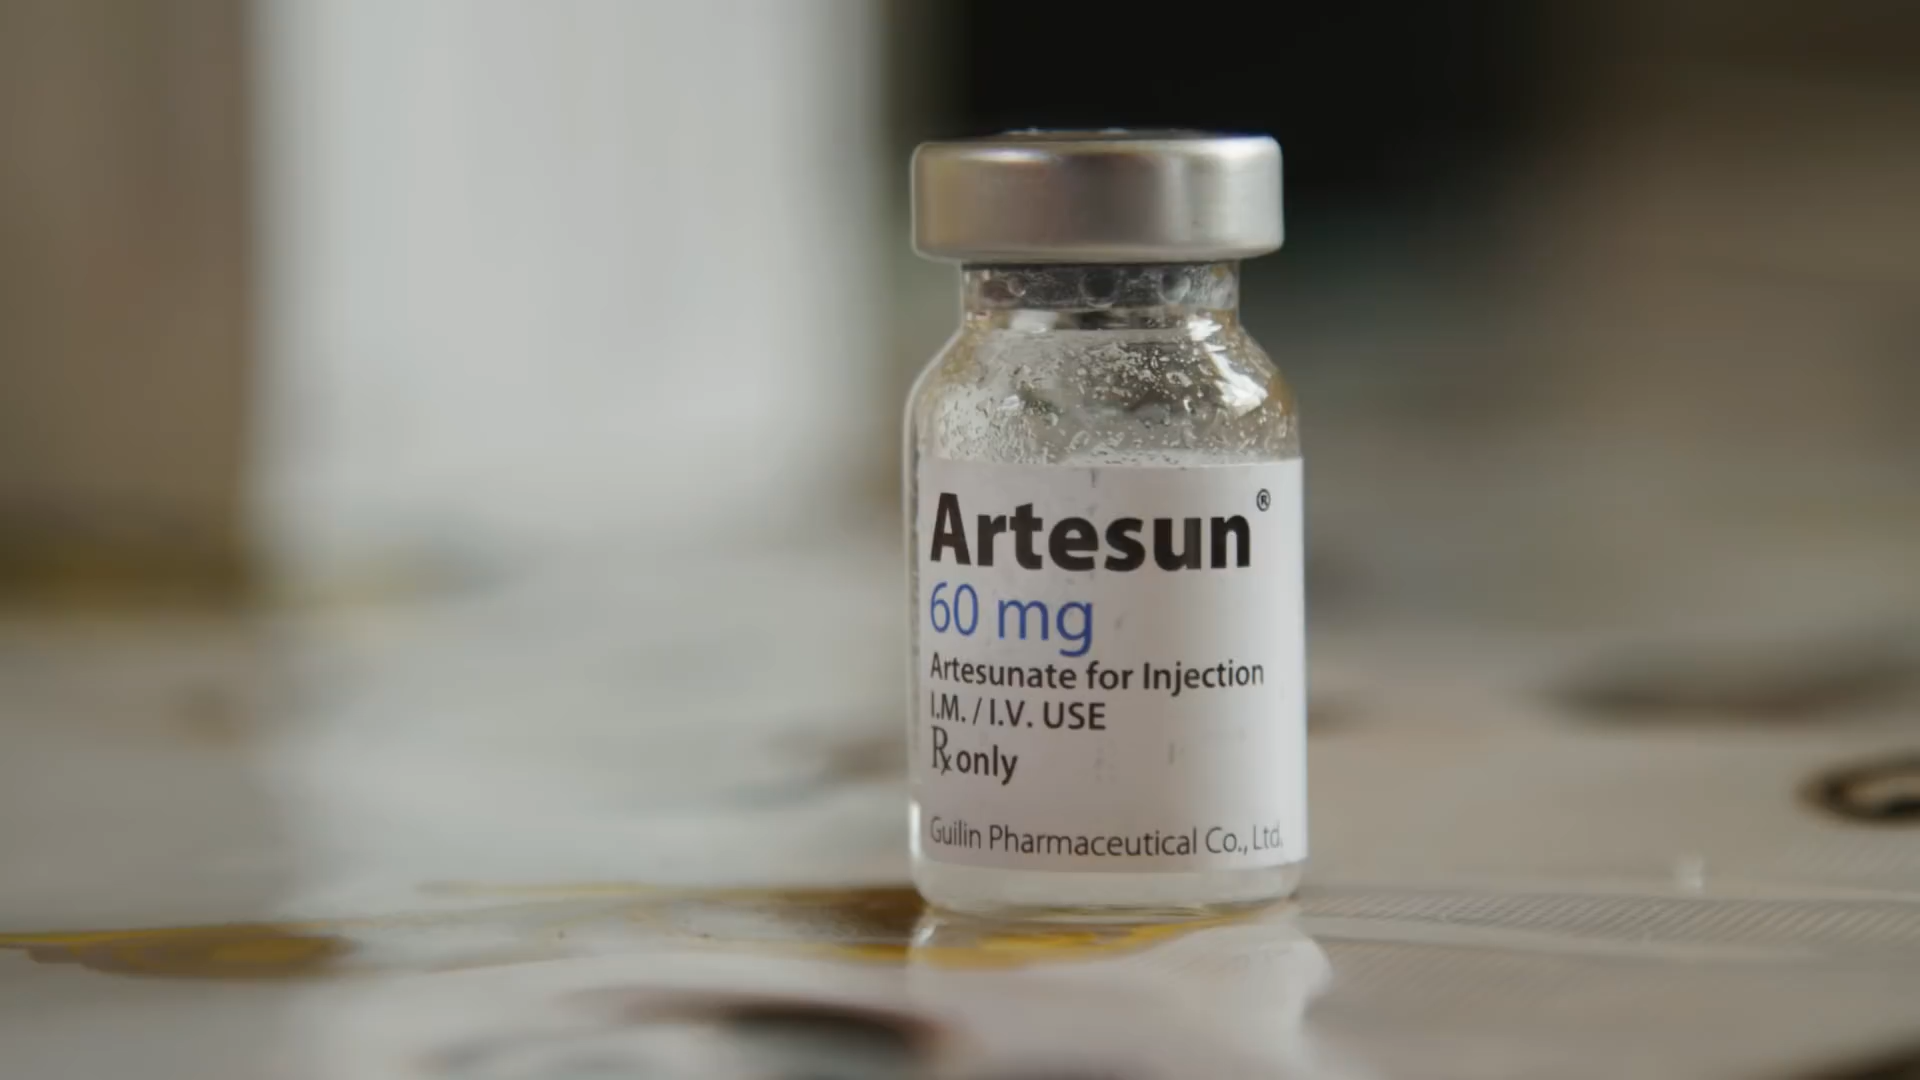 Artesun®
60 mg
Artesunate for Injection
I.M. / I.V. USE
℞ only
Guilin Pharmaceutical Co., Ltd.